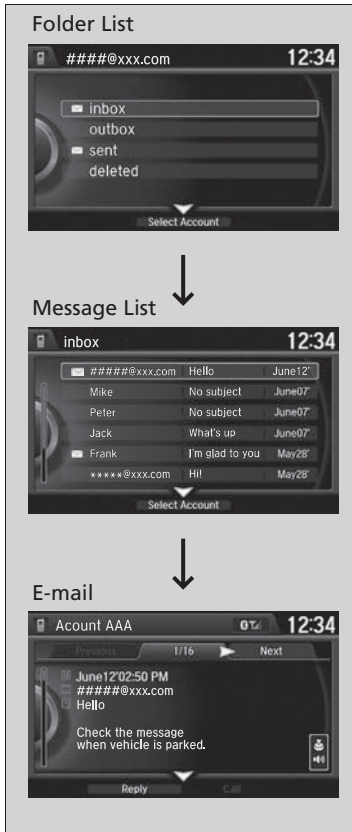 Folder List
####@xxx.com 12:34
inbox
outbox
sent
deleted
Select Account
Message List
inbox 12:34
#####@xxx.com Hello June12'
Mike No subject June07'
Peter No subject June07'
Jack What's up June07'
Frank I'm glad to you May28'
*****@xxx.com Hi! May28'
Select Account
E-mail
Acount AAA 12:34
Previous 1/16 Next
June12'02:50 PM
#####@xxx.com
Hello
Check the message
when vehicle is parked.
Reply Call